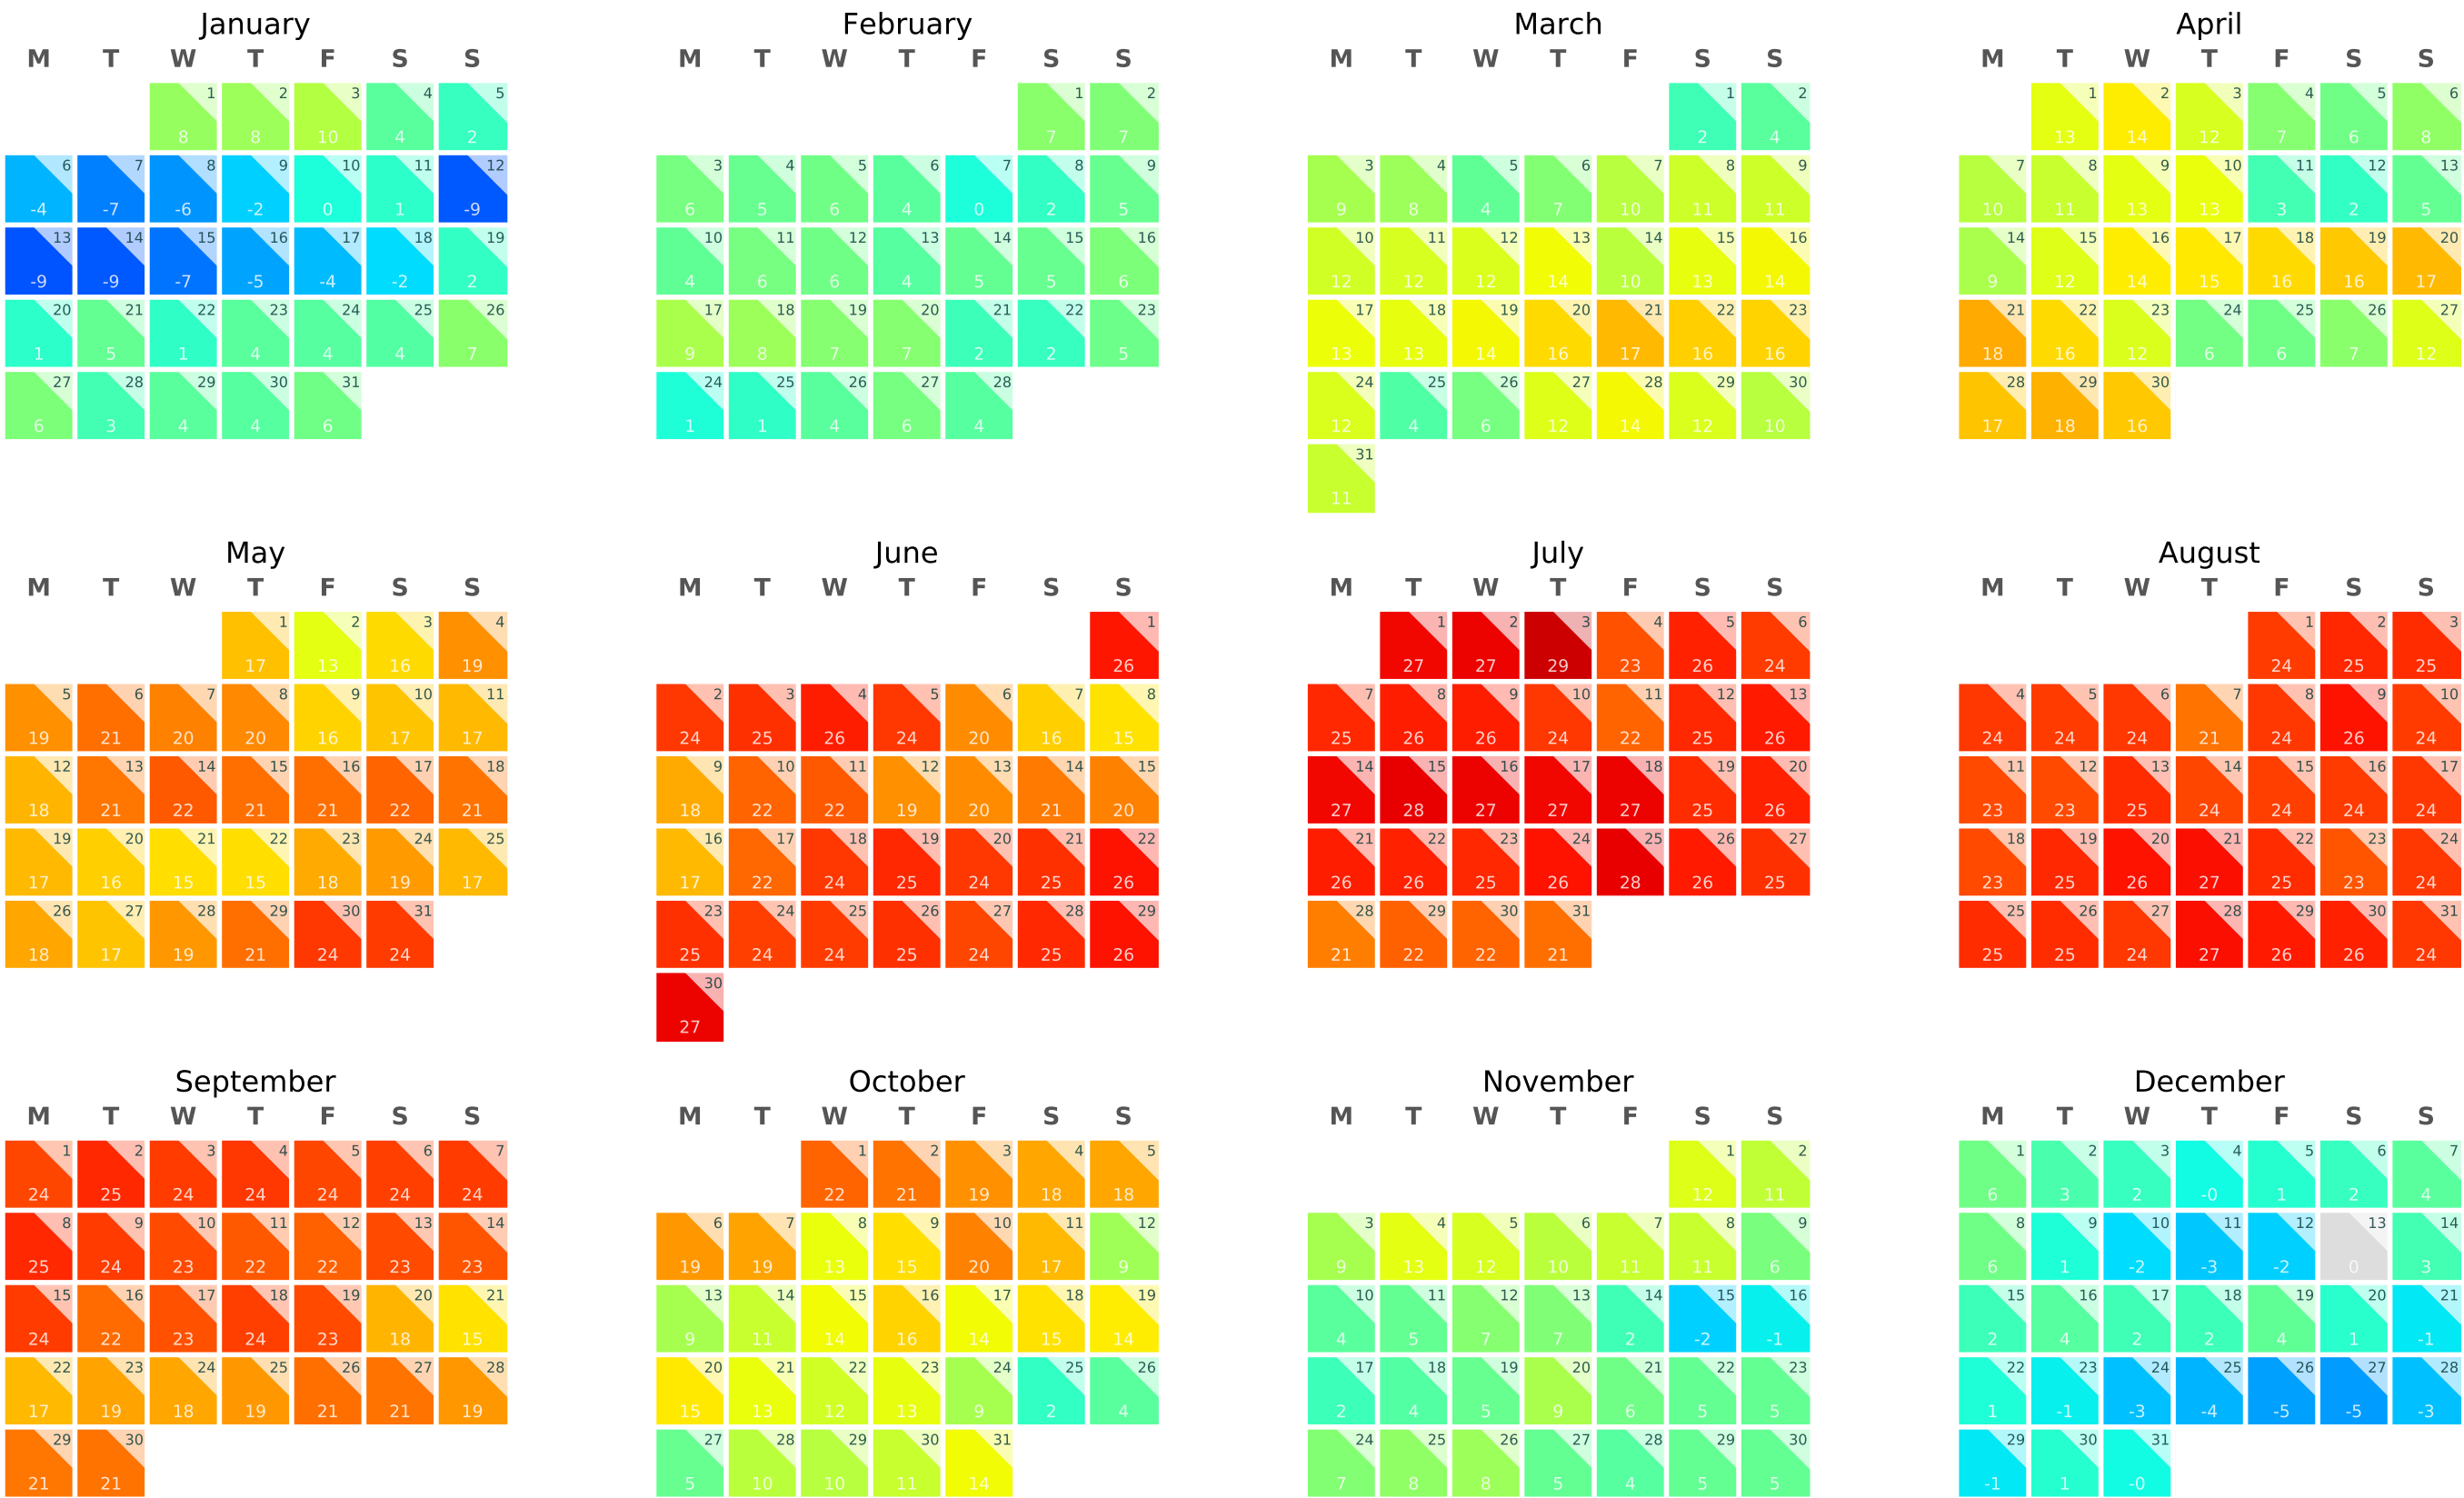 January February March April
M T W T F S S M T W T F S S M T W T F S S M T W T F S S
1 2 3 4 5 1 2 1 2 1 2 3 4 5 6
8 8 10 4 2 7 7 2 4 13 14 12 7 6 8
6 7 8 9 10 11 12 3 4 5 6 7 8 9 3 4 5 6 7 8 9 7 8 9 10 11 12 13
-4 -7 -6 -2 0 1 -9 6 5 6 4 0 2 5 9 8 4 7 10 11 11 10 11 13 13 3 2 5
13 14 15 16 17 18 19 10 11 12 13 14 15 16 10 11 12 13 14 15 16 14 15 16 17 18 19 20
-9 -9 -7 -5 -4 -2 2 4 6 6 4 5 5 6 12 12 12 14 10 13 14 9 12 14 15 16 16 17
20 21 22 23 24 25 26 17 18 19 20 21 22 23 17 18 19 20 21 22 23 21 22 23 24 25 26 27
1 5 1 4 4 4 7 9 8 7 7 2 2 5 13 13 14 16 17 16 16 18 16 12 6 6 7 12
27 28 29 30 31 24 25 26 27 28 24 25 26 27 28 29 30 28 29 30
6 3 4 4 6 1 1 4 6 4 12 4 6 12 14 12 10 17 18 16
31
11
May June July August
M T W T F S S M T W T F S S M T W T F S S M T W T F S S
1 2 3 4 1 1 2 3 4 5 6 1 2 3
17 13 16 19 26 27 27 29 23 26 24 24 25 25
5 6 7 8 9 10 11 2 3 4 5 6 7 8 7 8 9 10 11 12 13 4 5 6 7 8 9 10
19 21 20 20 16 17 17 24 25 26 24 20 16 15 25 26 26 24 22 25 26 24 24 24 21 24 26 24
12 13 14 15 16 17 18 9 10 11 12 13 14 15 14 15 16 17 18 19 20 11 12 13 14 15 16 17
18 21 22 21 21 22 21 18 22 22 19 20 21 20 27 28 27 27 27 25 26 23 23 25 24 24 24 24
19 20 21 22 23 24 25 16 17 18 19 20 21 22 21 22 23 24 25 26 27 18 19 20 21 22 23 24
17 16 15 15 18 19 17 17 22 24 25 24 25 26 26 26 25 26 28 26 25 23 25 26 27 25 23 24
26 27 28 29 30 31 23 24 25 26 27 28 29 28 29 30 31 25 26 27 28 29 30 31
18 17 19 21 24 24 25 24 24 25 24 25 26 21 22 22 21 25 25 24 27 26 26 24
30
27
September October November December
M T W T F S S M T W T F S S M T W T F S S M T W T F S S
1 2 3 4 5 6 7 1 2 3 4 5 1 2 1 2 3 4 5 6 7
24 25 24 24 24 24 24 22 21 19 18 18 12 11 6 3 2 -0 1 2 4
8 9 10 11 12 13 14 6 7 8 9 10 11 12 3 4 5 6 7 8 9 8 9 10 11 12 13 14
25 24 23 22 22 23 23 19 19 13 15 20 17 9 9 13 12 10 11 11 6 6 1 -2 -3 -2 0 3
15 16 17 18 19 20 21 13 14 15 16 17 18 19 10 11 12 13 14 15 16 15 16 17 18 19 20 21
24 22 23 24 23 18 15 9 11 14 16 14 15 14 4 5 7 7 2 -2 -1 2 4 2 2 4 1 -1
22 23 24 25 26 27 28 20 21 22 23 24 25 26 17 18 19 20 21 22 23 22 23 24 25 26 27 28
17 19 18 19 21 21 19 15 13 12 13 9 2 4 2 4 5 9 6 5 5 1 -1 -3 -4 -5 -5 -3
29 30 27 28 29 30 31 24 25 26 27 28 29 30 29 30 31
21 21 5 10 10 11 14 7 8 8 5 4 5 5 -1 1 -0